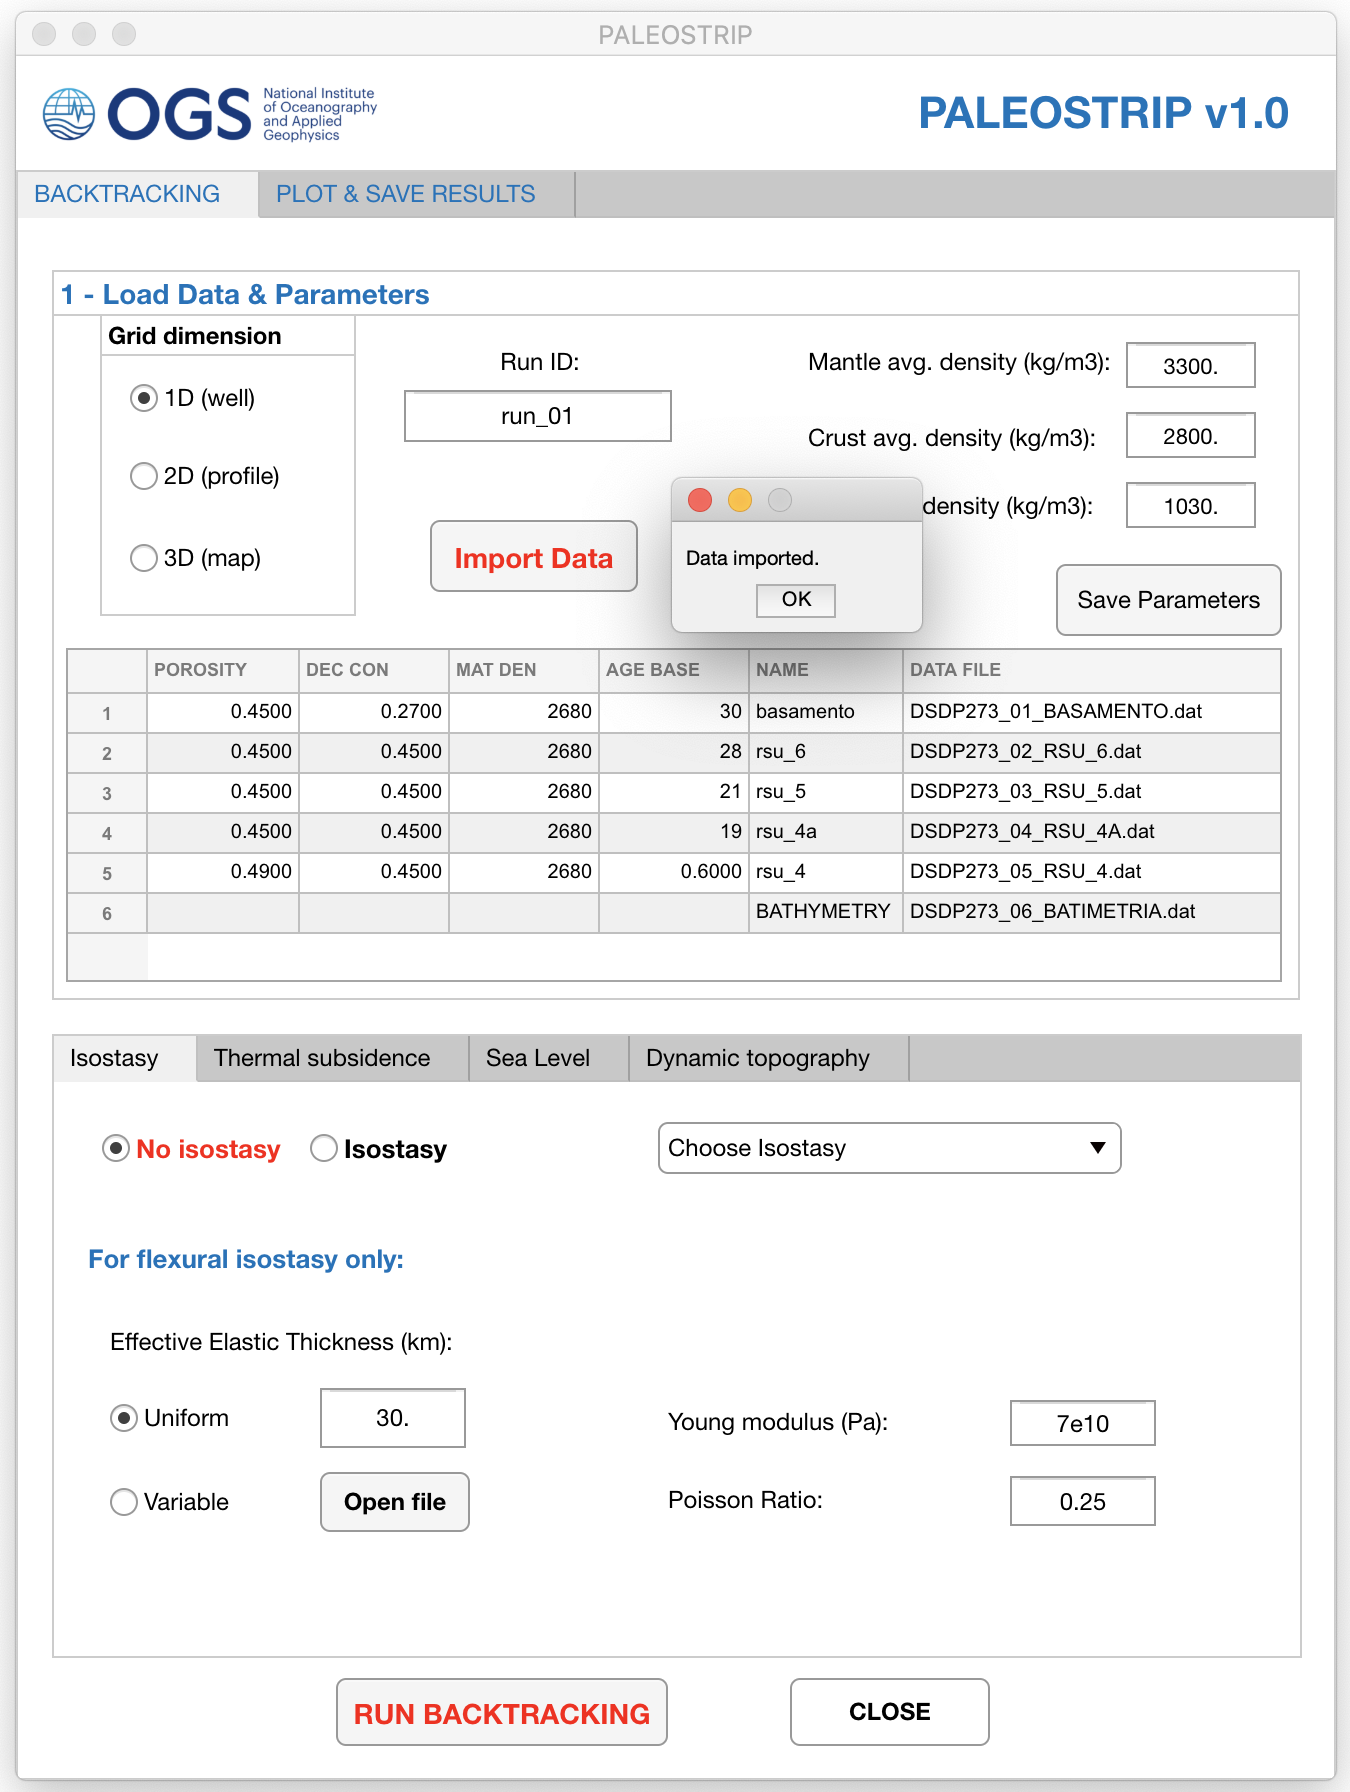 PALEOSTRIP
OGS
National Institute
of Oceanography
and Applied
Geophysics
PALEOSTRIP v1.0
BACKTRACKING PLOT & SAVE RESULTS
1 - Load Data & Parameters
Grid dimension
1D (well)
2D (profile)
3D (map)
Run ID:
run_01
Import Data
Mantle avg. density (kg/m3): 3300.
Crust avg. density (kg/m3): 2800.
density (kg/m3): 1030.
Data imported.
OK
Save Parameters
POROSITY DEC CON MAT DEN AGE BASE NAME DATA FILE
1 0.4500 0.2700 2680 30 basamento DSDP273_01_BASAMENTO.dat
2 0.4500 0.4500 2680 28 rsu_6 DSDP273_02_RSU_6.dat
3 0.4500 0.4500 2680 21 rsu_5 DSDP273_03_RSU_5.dat
4 0.4500 0.4500 2680 19 rsu_4a DSDP273_04_RSU_4A.dat
5 0.4900 0.4500 2680 0.6000 rsu_4 DSDP273_05_RSU_4.dat
6 BATHYMETRY DSDP273_06_BATIMETRIA.dat
Isostasy Thermal subsidence Sea Level Dynamic topography
No isostasy Isostasy Choose Isostasy
For flexural isostasy only:
Effective Elastic Thickness (km):
Uniform 30. Young modulus (Pa): 7e10
Variable Open file Poisson Ratio: 0.25
RUN BACKTRACKING CLOSE